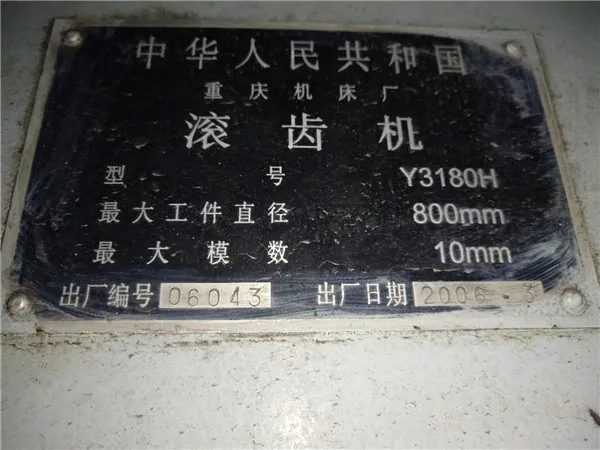 中华人民共和国
重庆机床厂
滚齿机
型号 Y3180H
最大工件直径 800mm
最大模数 10mm
出厂编号 06043 出厂日期 2006.3